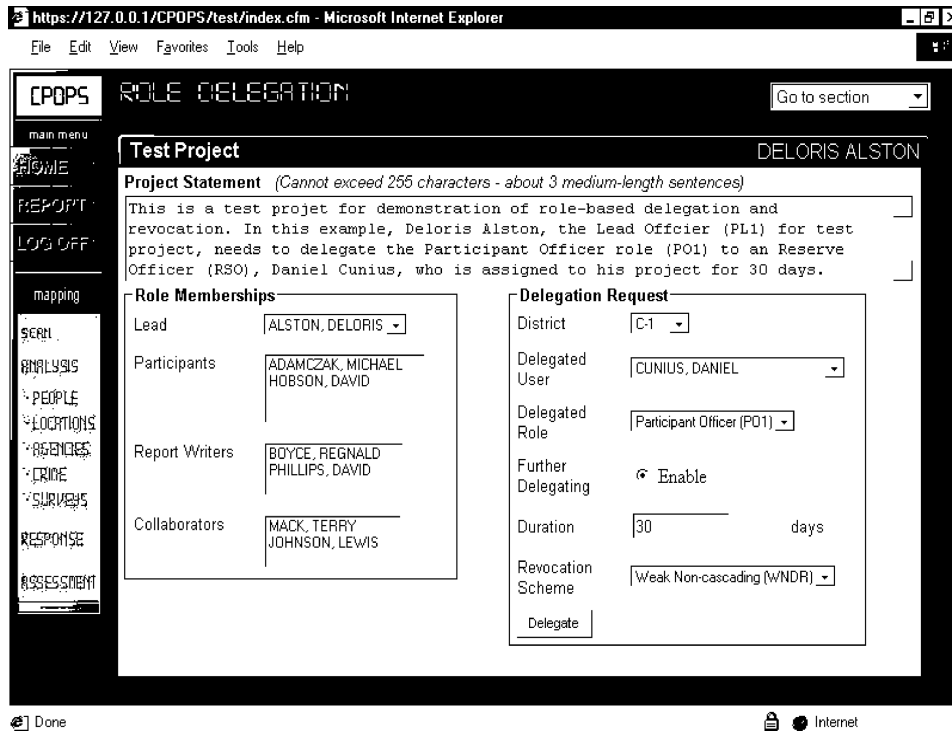 https://127.0.0.1/CPOPS/test/index.cfm - Microsoft Internet Explorer
File Edit View Favorites Tools Help
CPOPS
ROLE DELEGATION
Go to section
main menu
HOME
REPORT
LOG OFF
mapping
SCAN
ANALYSIS
PEOPLE
LOCATIONS
AGENCIES
CRIME
SURVEYS
RESPONSE
ASSESSMENT
Test Project
DELORIS ALSTON
Project Statement (Cannot exceed 255 characters - about 3 medium-length sentences)
This is a test projet for demonstration of role-based delegation and
revocation. In this example, Deloris Alston, the Lead Offcier (PL1) for test
project, needs to delegate the Participant Officer role (PO1) to an Reserve
Officer (RSO), Daniel Cunius, who is assigned to his project for 30 days.
Role Memberships
Lead ALSTON, DELORIS
Participants ADAMCZAK, MICHAEL
HOBSON, DAVID
Report Writers BOYCE, REGNALD
PHILLIPS, DAVID
Collaborators MACK, TERRY
JOHNSON, LEWIS
Delegation Request
District C-1
Delegated
User
CUNIUS, DANIEL
Delegated
Role
Participant Officer (PO1)
Further
Delegating
Enable
Duration 30 days
Revocation
Scheme
Weak Non-cascading (WNDR)
Delegate
Done
Internet